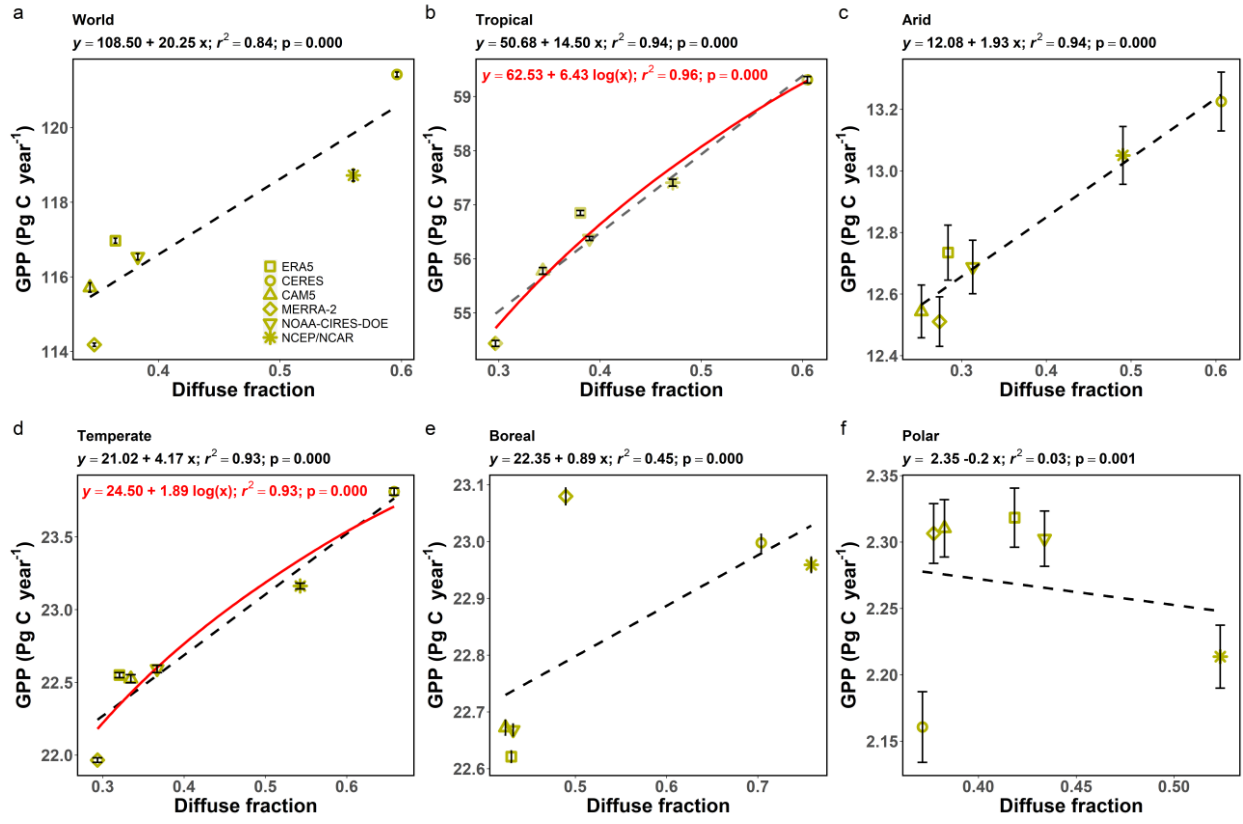 a
World
y = 108.50 + 20.25 x; r² = 0.84; p = 0.000
GPP (Pg C year⁻¹)
120
118
116
114
0.4
0.5
0.6
Diffuse fraction
ERA5
CERES
CAM5
MERRA-2
NOAA-CIRES-DOE
NCEP/NCAR
b
Tropical
y = 50.68 + 14.50 x; r² = 0.94; p = 0.000
y = 62.53 + 6.43 log(x); r² = 0.96; p = 0.000
GPP (Pg C year⁻¹)
59
58
57
56
55
54
0.3
0.4
0.5
0.6
Diffuse fraction
c
Arid
y = 12.08 + 1.93 x; r² = 0.94; p = 0.000
GPP (Pg C year⁻¹)
13.2
13.0
12.8
12.6
12.4
0.3
0.4
0.5
0.6
Diffuse fraction
d
Temperate
y = 21.02 + 4.17 x; r² = 0.93; p = 0.000
y = 24.50 + 1.89 log(x); r² = 0.93; p = 0.000
GPP (Pg C year⁻¹)
23.5
23.0
22.5
22.0
0.3
0.4
0.5
0.6
Diffuse fraction
e
Boreal
y = 22.35 + 0.89 x; r² = 0.45; p = 0.000
GPP (Pg C year⁻¹)
23.1
23.0
22.9
22.8
22.7
22.6
0.5
0.6
0.7
Diffuse fraction
f
Polar
y = 2.35 -0.2 x; r² = 0.03; p = 0.001
GPP (Pg C year⁻¹)
2.35
2.30
2.25
2.20
2.15
0.40
0.45
0.50
Diffuse fraction